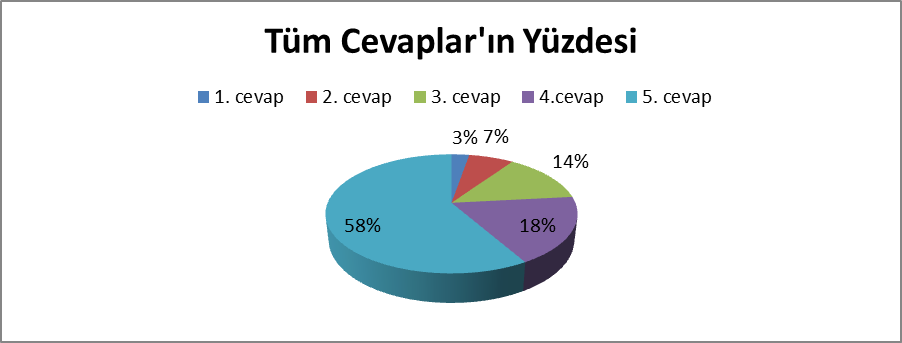 Tüm Cevaplar'ın Yüzdesi
1. cevap 2. cevap 3. cevap 4.cevap 5. cevap
3% 7%
14%
58% 18%